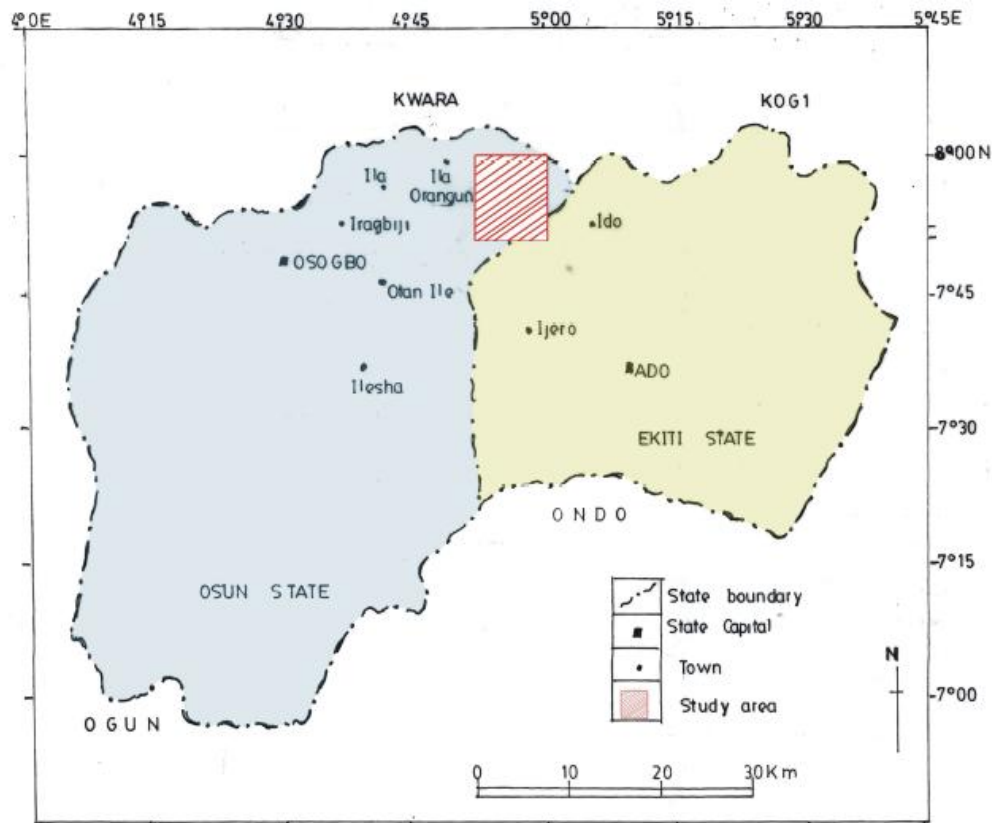 4°0E 4°15 4°30 4°45 5°00 5°15 5°30 5°45E
KWARA
KOG1
8°00N
Ila
Ila
Orangun
Iragbiji
Ido
OSOGBO
Otan Ile
7°45
Ijero
Ilesha
ADO
EKITI STATE
7°30
ONDO
7°15
OSUN STATE
State boundary
State Capital
Town
Study area
N
7°00
OGUN
0 10 20 30Km